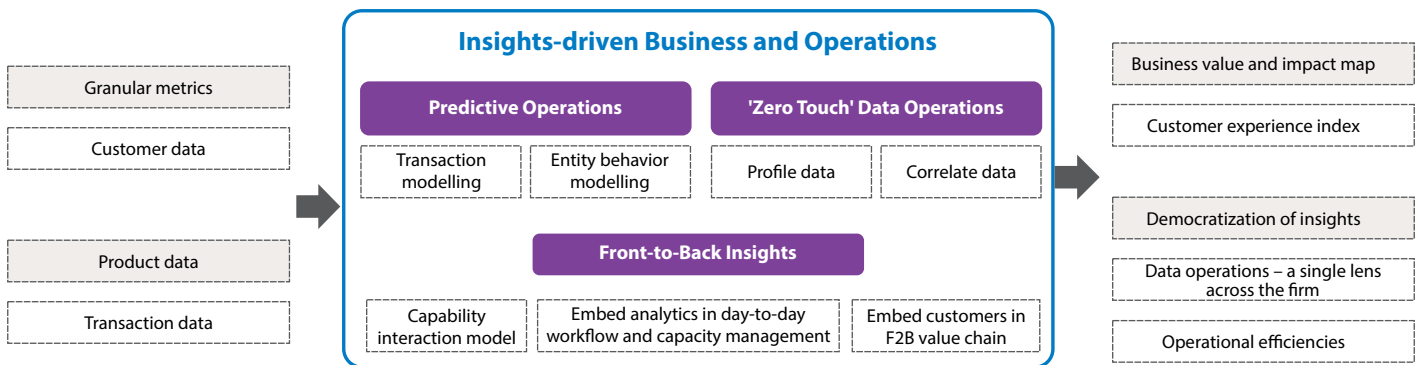 Granular metrics
Customer data
Product data
Transaction data
Insights-driven Business and Operations
Predictive Operations
Transaction
modelling
Entity behavior
modelling
'Zero Touch' Data Operations
Profile data
Correlate data
Front-to-Back Insights
Capability
interaction model
Embed analytics in day-to-day
workflow and capacity management
Embed customers in
F2B value chain
Business value and impact map
Customer experience index
Democratization of insights
Data operations – a single lens
across the firm
Operational efficiencies